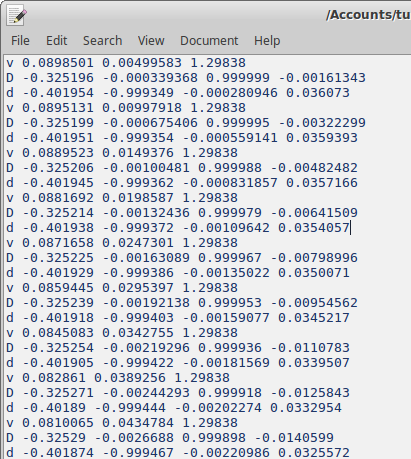 /Accounts/tu
File Edit Search View Document Help
v 0.0898501 0.00499583 1.29838
D -0.325196 -0.000339368 0.999999 -0.00161343
d -0.401954 -0.999349 -0.000280946 0.036073
v 0.0895131 0.00997918 1.29838
D -0.325199 -0.000675406 0.999995 -0.00322299
d -0.401951 -0.999354 -0.000559141 0.0359393
v 0.0889523 0.0149376 1.29838
D -0.325206 -0.00100481 0.999988 -0.00482482
d -0.401945 -0.999362 -0.000831857 0.0357166
v 0.0881692 0.0198587 1.29838
D -0.325214 -0.00132436 0.999979 -0.00641509
d -0.401938 -0.999372 -0.00109642 0.0354057
v 0.0871658 0.0247301 1.29838
D -0.325225 -0.00163089 0.999967 -0.00798996
d -0.401929 -0.999386 -0.00135022 0.0350071
v 0.0859445 0.0295397 1.29838
D -0.325239 -0.00192138 0.999953 -0.00954562
d -0.401918 -0.999403 -0.00159077 0.0345217
v 0.0845083 0.0342755 1.29838
D -0.325254 -0.00219296 0.999936 -0.0110783
d -0.401905 -0.999422 -0.00181569 0.0339507
v 0.082861 0.0389256 1.29838
D -0.325271 -0.00244293 0.999918 -0.0125843
d -0.40189 -0.999444 -0.00202274 0.0332954
v 0.0810065 0.0434784 1.29838
D -0.32529 -0.0026688 0.999898 -0.0140599
d -0.401874 -0.999467 -0.00220986 0.0325572